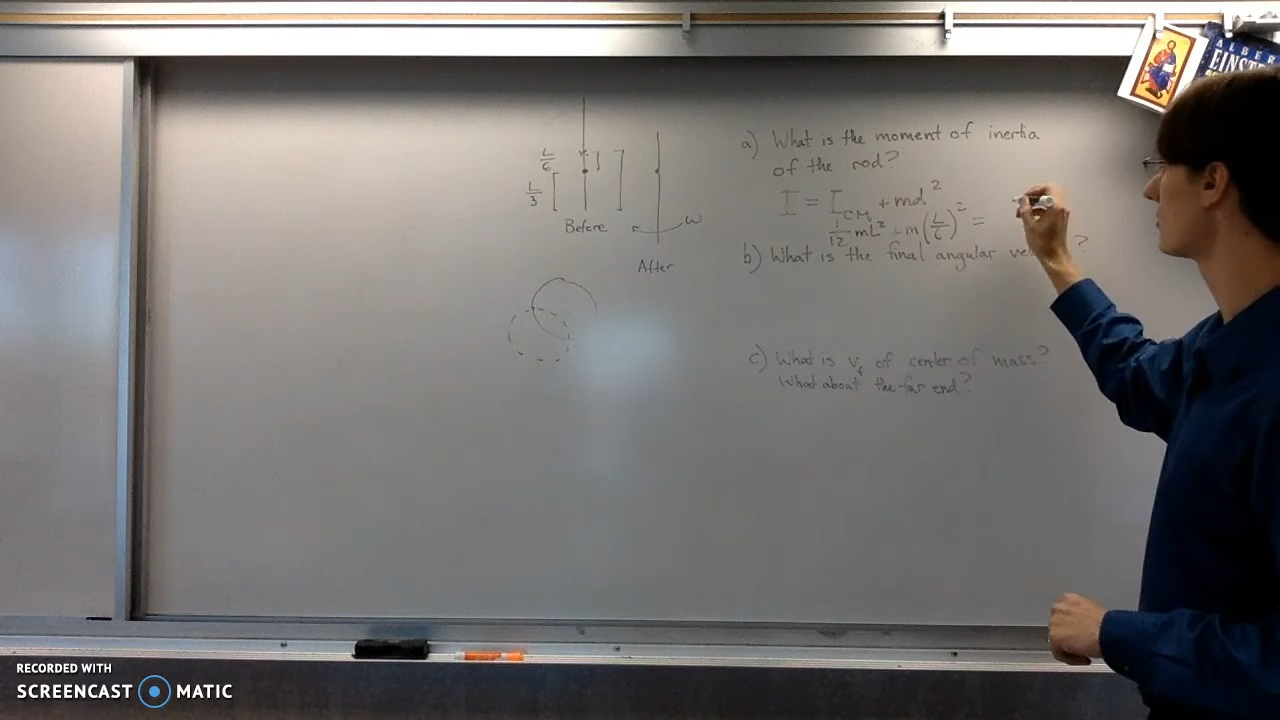 ALBER
EINSTE
L/6
L/3
Before
ω
After
a) What is the moment of inertia
of the rod?
I = I_CM + md²
1/12 mL² + m(L/6)² =
b) What is the final angular ?
c) What is v_f of center of mass?
What about the far end?
RECORDED WITH
SCREENCAST MATIC